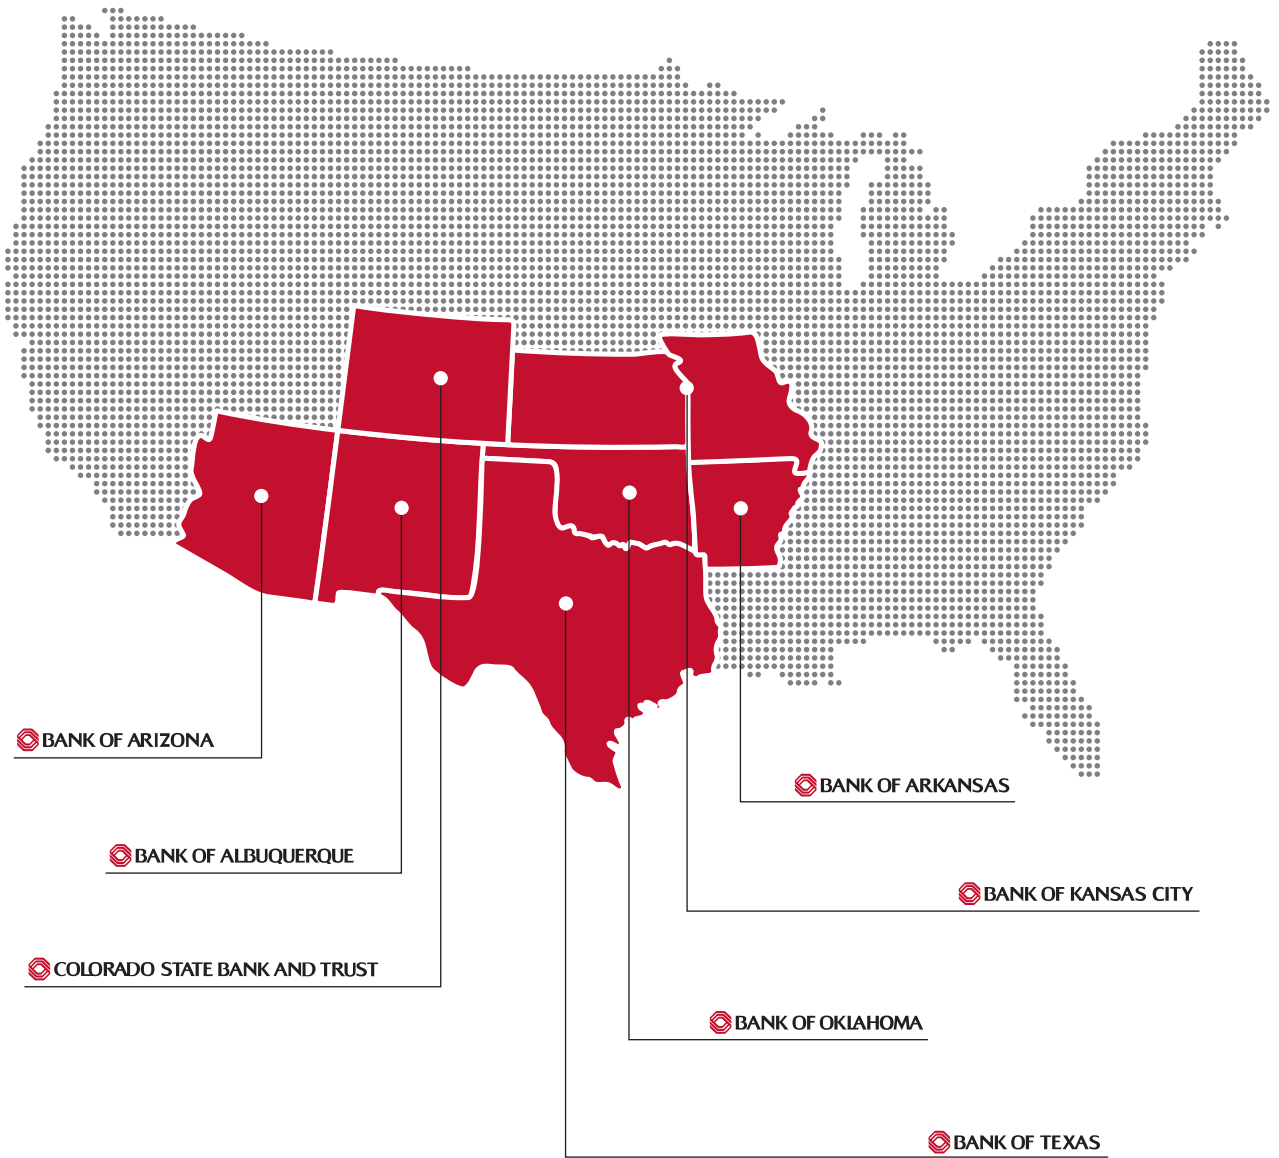 BANK OF ARIZONA
BANK OF ARKANSAS
BANK OF ALBUQUERQUE
BANK OF KANSAS CITY
COLORADO STATE BANK AND TRUST
BANK OF OKLAHOMA
BANK OF TEXAS